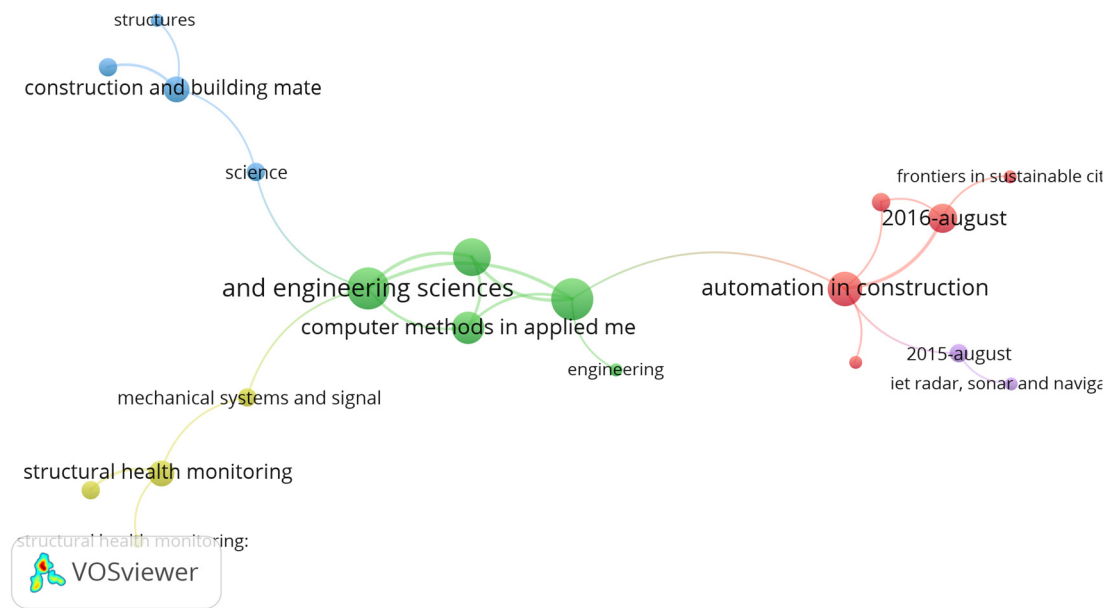 structures
construction and building mate
science
frontiers in sustainable cit
2016-august
and engineering sciences
automation in construction
computer methods in applied me
2015-august
engineering
iet radar, sonar and naviga
mechanical systems and signal
structural health monitoring
structural health monitoring:
VOSviewer